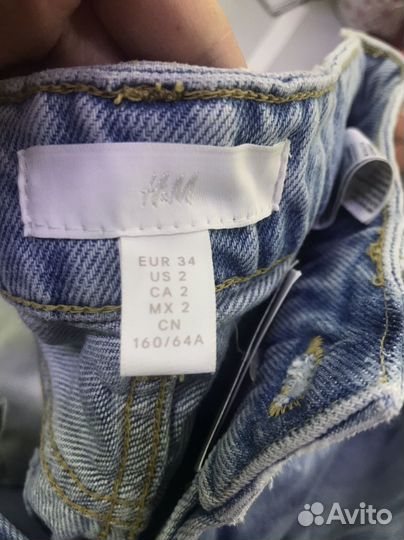 H&M
EUR 34
US 2
CA 2
MX 2
CN
160/64A
Avito